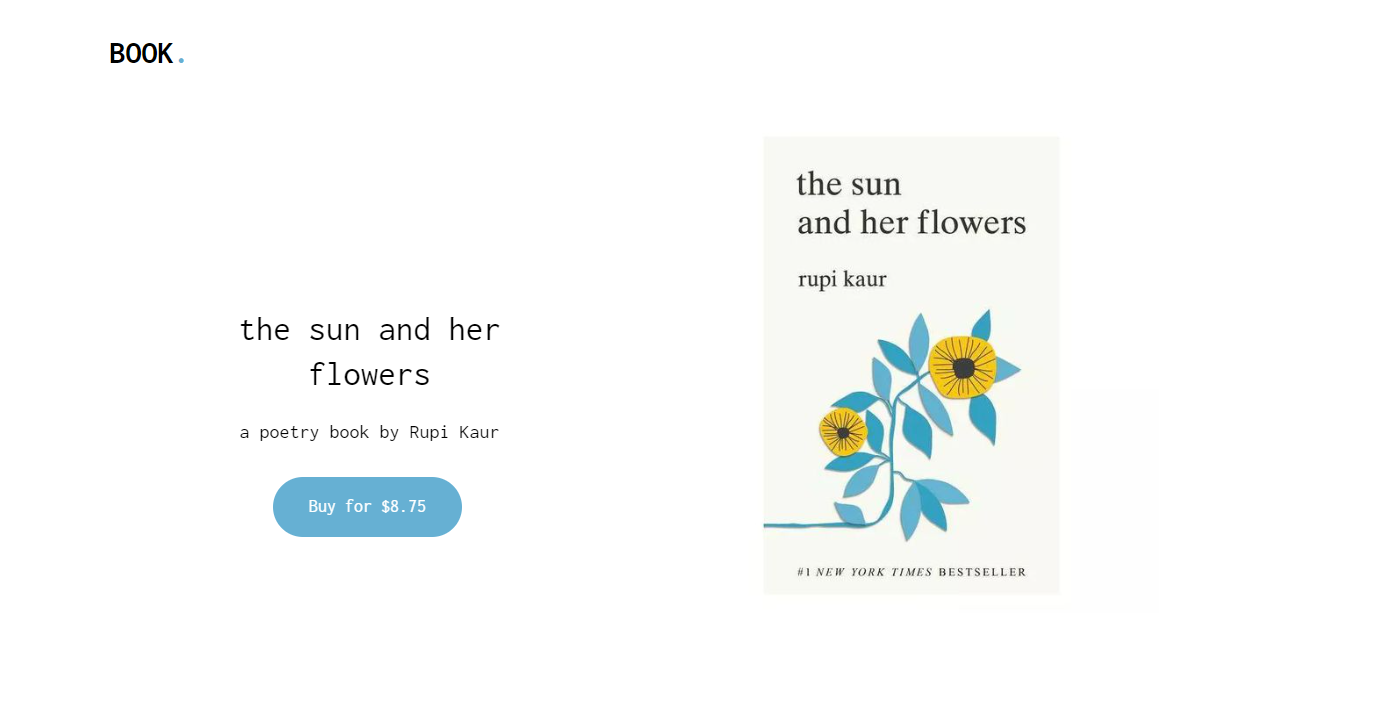 BOOK.
the sun and her
flowers
a poetry book by Rupi Kaur
Buy for $8.75
the sun
and her flowers
rupi kaur
#1 NEW YORK TIMES BESTSELLER